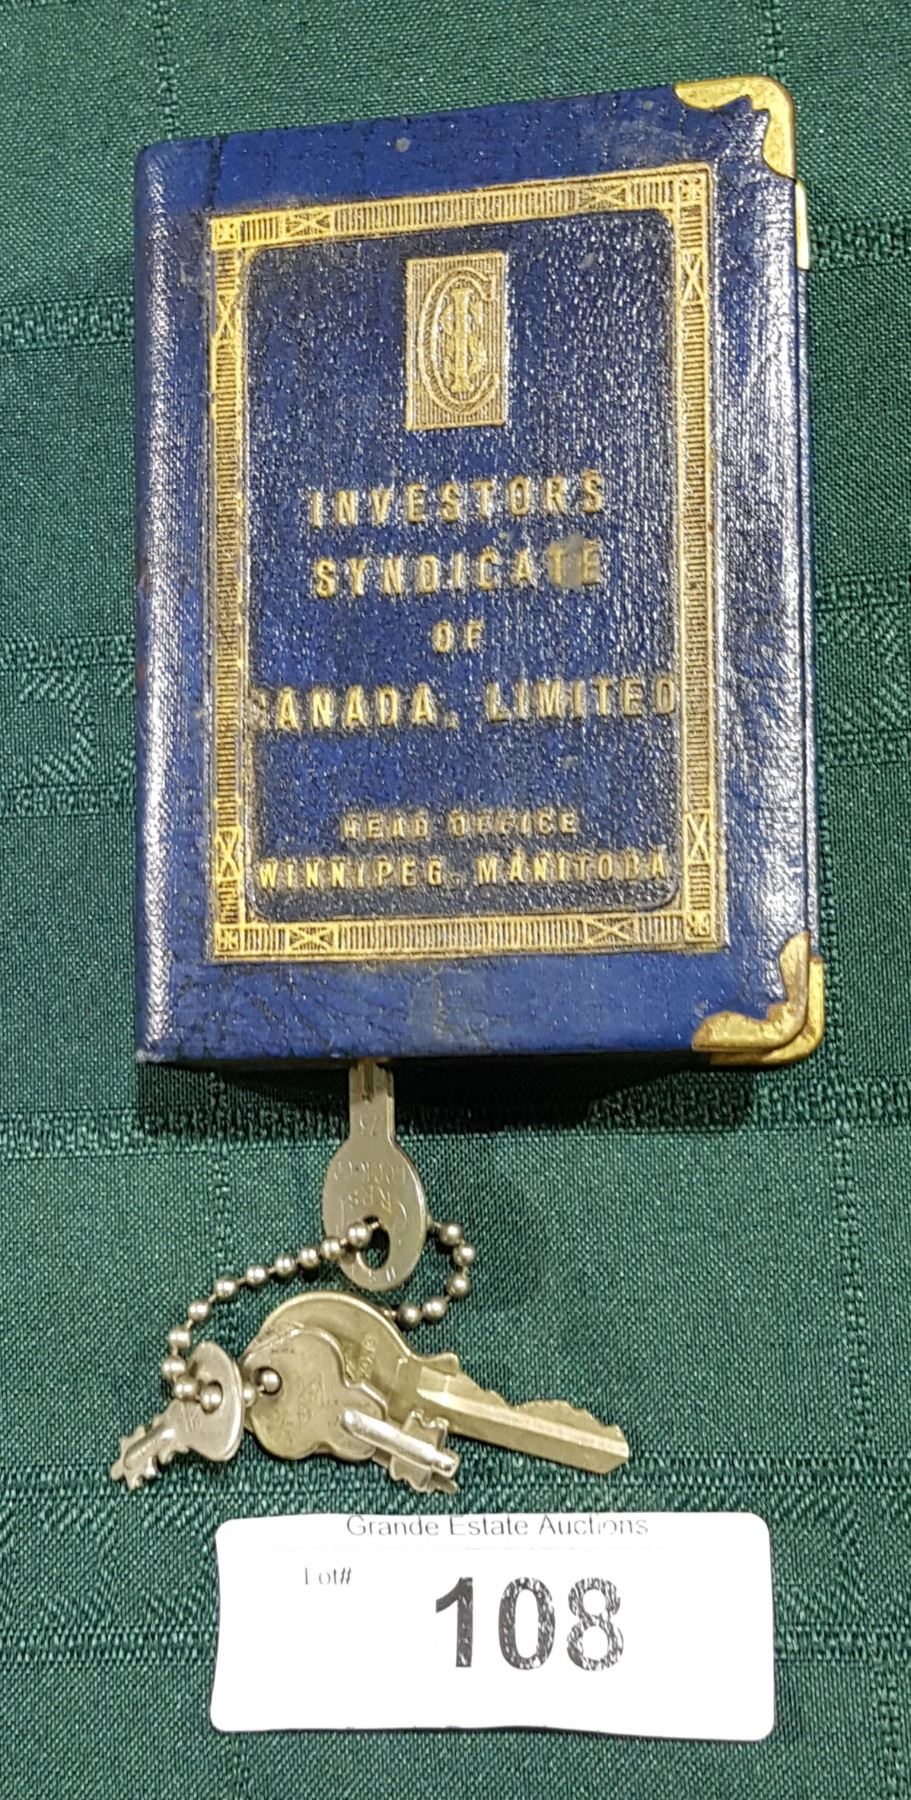 INVESTORS
SYNDICATE
OF
CANADA, LIMITED
HEAD OFFICE
WINNIPEG, MANITOBA
Grande Estate Auctions
Lot#
108